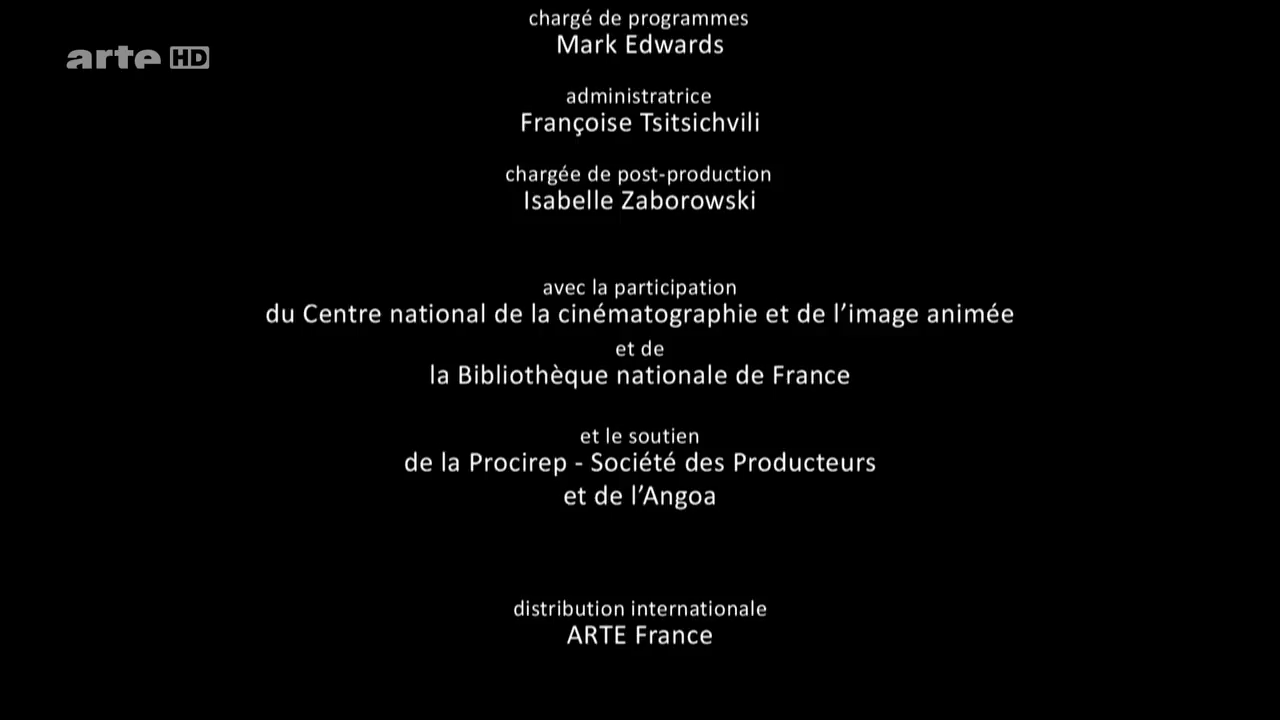 chargé de programmes
Mark Edwards
arte HD
administratrice
Françoise Tsitsichvili
chargée de post-production
Isabelle Zaborowski
avec la participation
du Centre national de la cinématographie et de l’image animée
et de
la Bibliothèque nationale de France
et le soutien
de la Procirep - Société des Producteurs
et de l’Angoa
distribution internationale
ARTE France